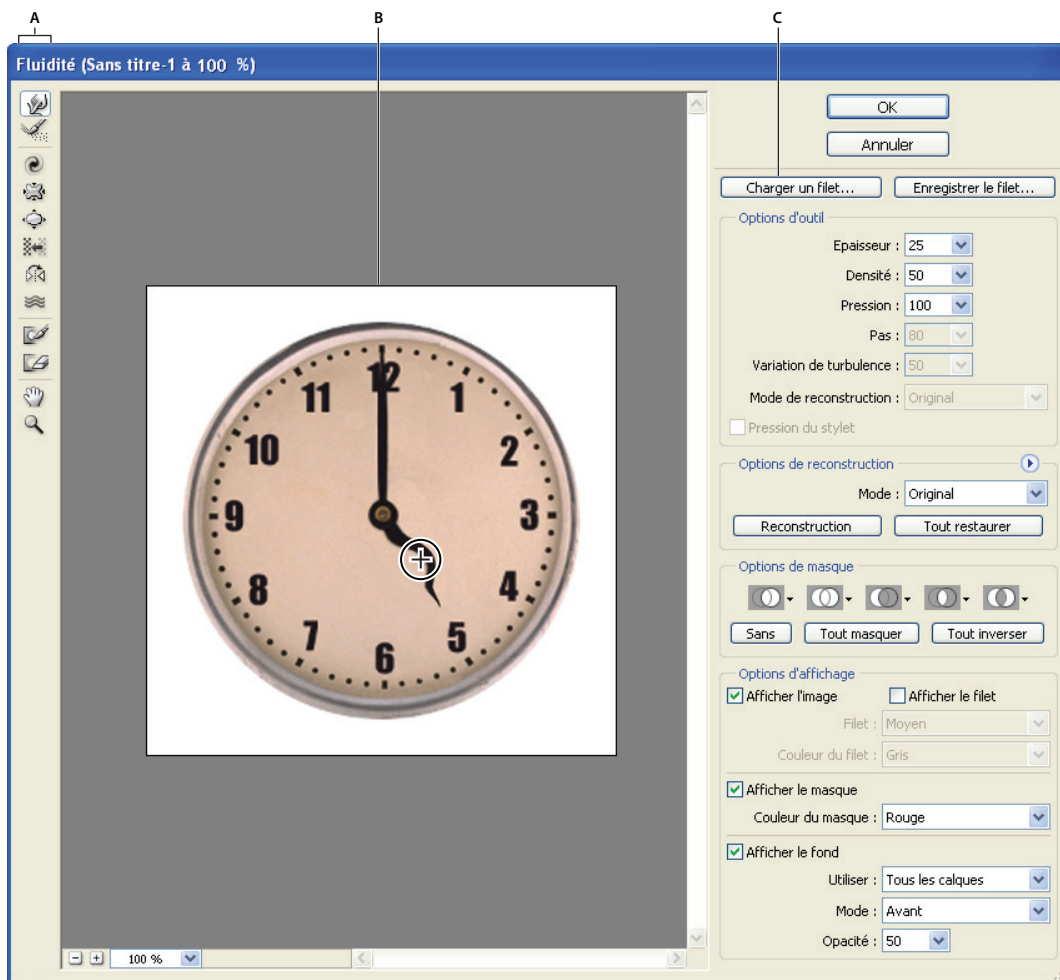 A B C
Fluidité (Sans titre-1 à 100 %)
OK
Annuler
Charger un filet... Enregistrer le filet...
Options d'outil
Epaisseur : 25
Densité : 50
Pression : 100
Pas : 80
Variation de turbulence : 50
Mode de reconstruction : Original
Pression du stylet
Options de reconstruction
Mode : Original
Reconstruction Tout restaurer
Options de masque
Sans Tout masquer Tout inverser
Options d'affichage
Afficher l'image Afficher le filet
Filet : Moyen
Couleur du filet : Gris
Afficher le masque
Couleur du masque : Rouge
Afficher le fond
Utiliser : Tous les calques
Mode : Avant
Opacité : 50
12
11 1
10 2
9 3
8 4
7 5
6
100 %